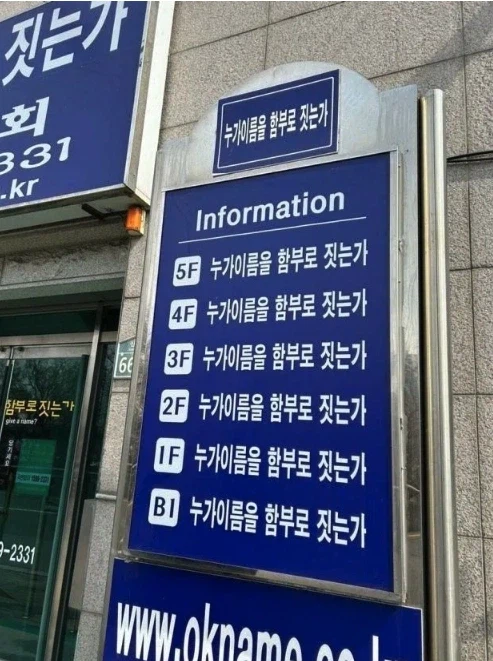 짓는가
회
331
.kr
누가이름을 함부로 짓는가
Information
5F 누가이름을 함부로 짓는가
4F 누가이름을 함부로 짓는가
3F 누가이름을 함부로 짓는가
2F 누가이름을 함부로 짓는가
1F 누가이름을 함부로 짓는가
B1 누가이름을 함부로 짓는가
66
함부로 짓는가
give a name?
9-2331
www.okname.co.k